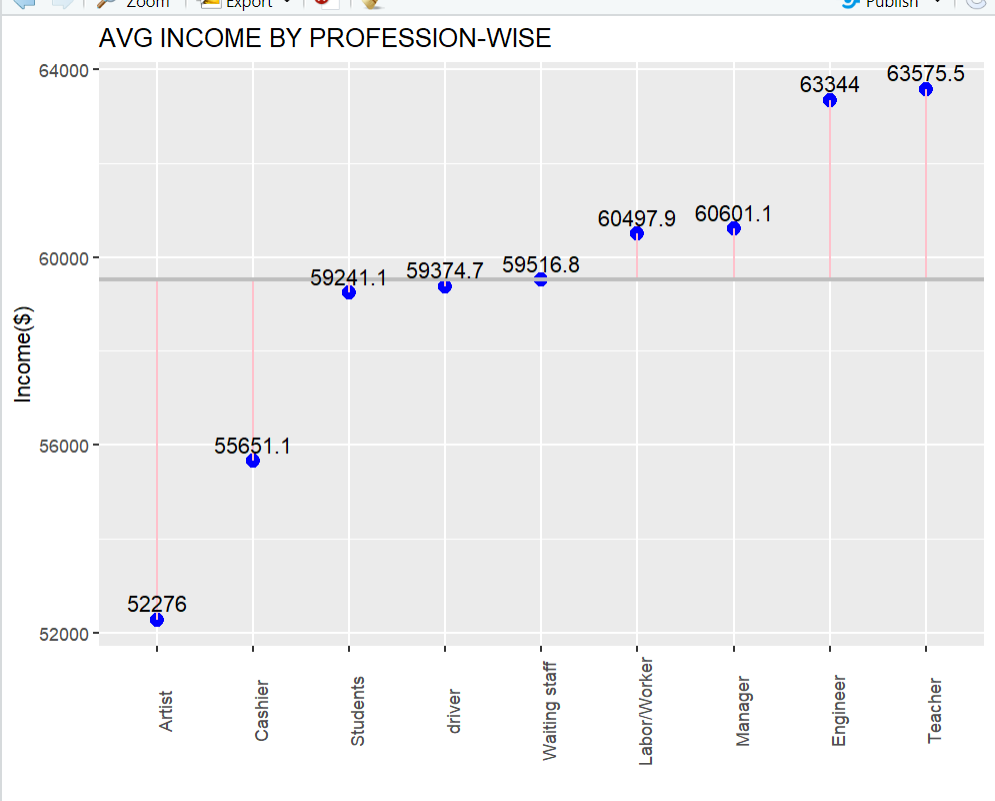 Zoom Export Publish
AVG INCOME BY PROFESSION-WISE
64000
63344
63575.5
60497.9
60601.1
60000
59241.1
59374.7
59516.8
Income($)
56000
55651.1
52276
52000
Artist
Cashier
Students
driver
Waiting staff
Labor/Worker
Manager
Engineer
Teacher